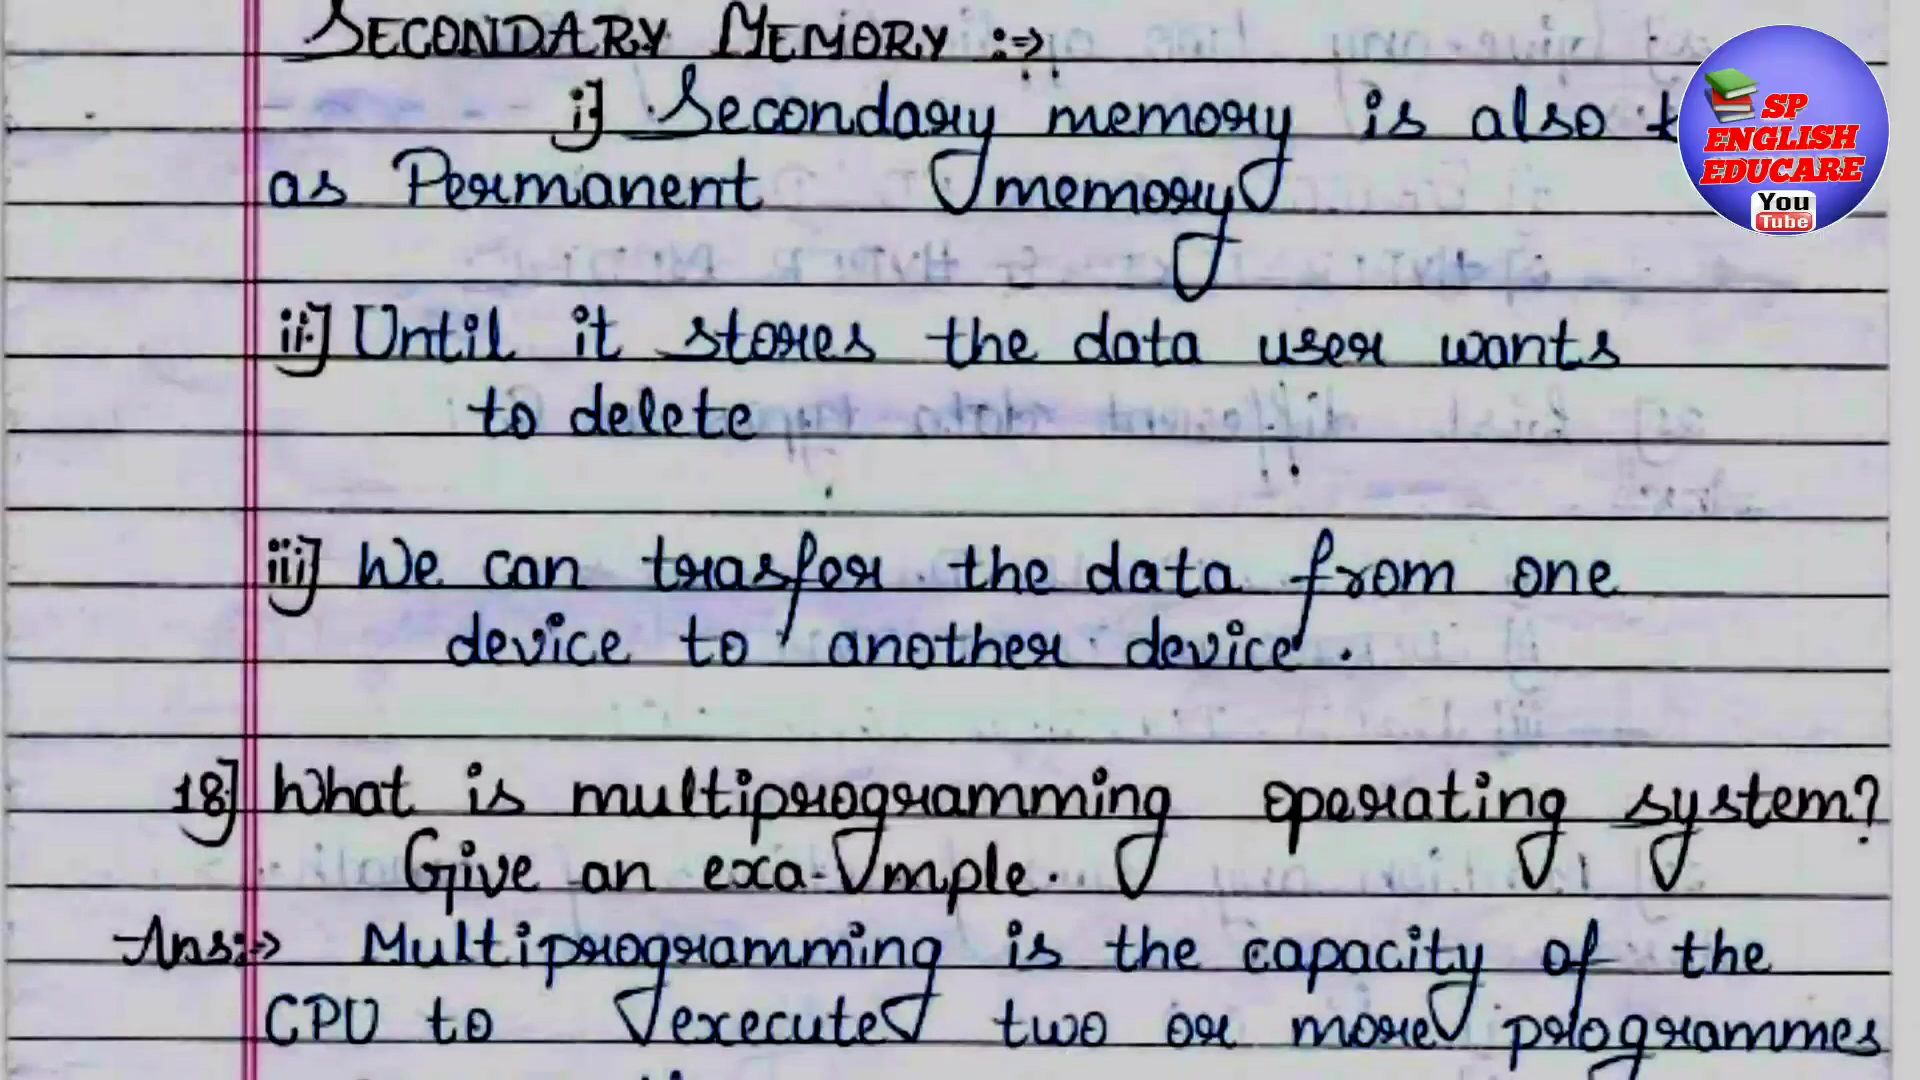 SECONDARY MEMORY :->
i] Secondary memory is also
as Permanent memory
ii] Until it stores the data user wants
to delete
iii] We can trasfer the data from one
device to another device.
18] What is multiprogramming operating system?
Give an exa-mple.
Ans:-> Multiprogramming is the capacity of the
CPU to execute two or more programmes
SP
ENGLISH
EDUCARE
You
Tube